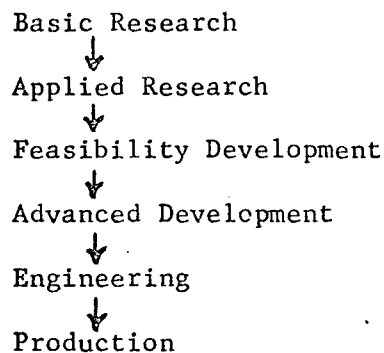 Basic Research
Applied Research
Feasibility Development
Advanced Development
Engineering
Production